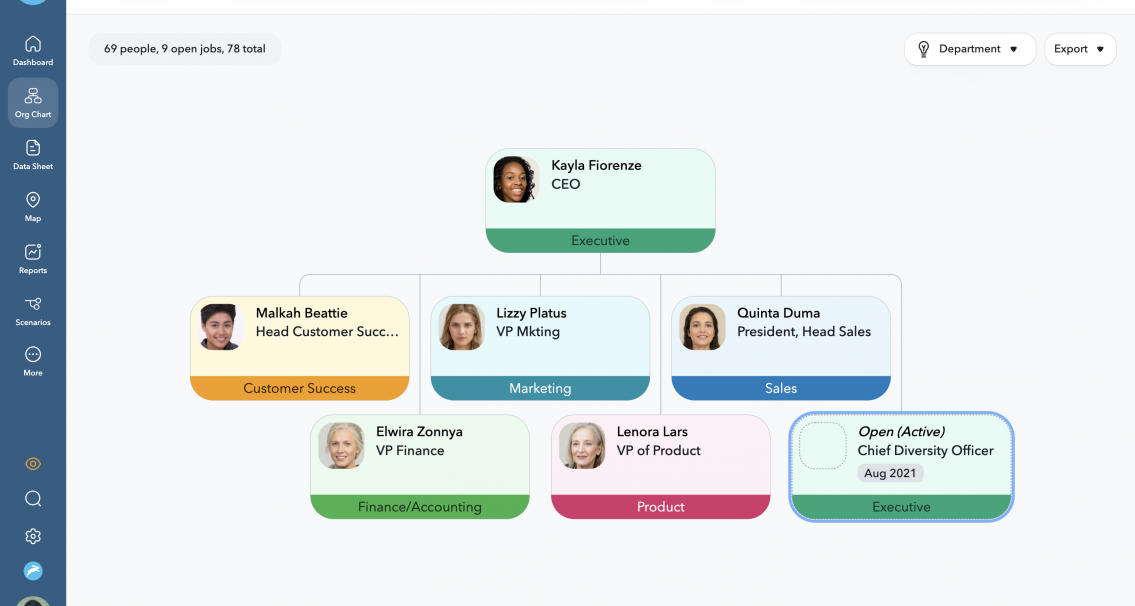 69 people, 9 open jobs, 78 total
Department
Export
Dashboard
Org Chart
Data Sheet
Map
Reports
Scenarios
More
Kayla Fiorenze
CEO
Executive
Malkah Beattie
Head Customer Succ...
Customer Success
Lizzy Platus
VP Mkting
Marketing
Quinta Duma
President, Head Sales
Sales
Elwira Zonnya
VP Finance
Finance/Accounting
Lenora Lars
VP of Product
Product
Open (Active)
Chief Diversity Officer
Aug 2021
Executive